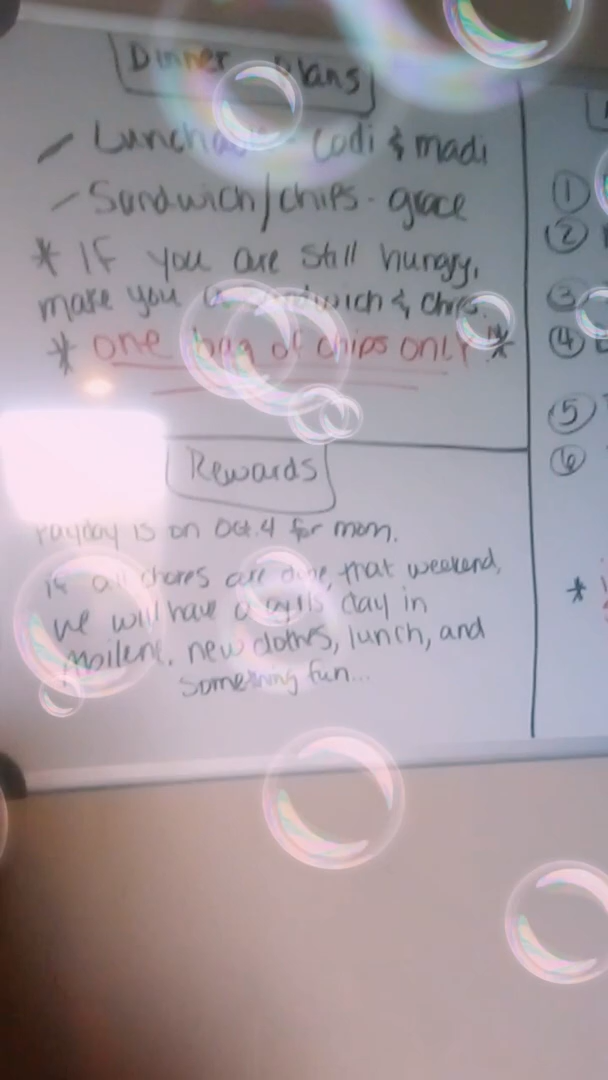 Dinner Plans
- Codi & madi
- Sandwich/chips - grace
* If you are still hungry,
make you a sandwich & chips.
* one bag of chips only *
Rewards
Payday is on Oct. 4 for mom.
if all chores are done, that weekend,
we will have a girls day in
Abilene. new clothes, lunch, and
something fun...
1
2
3
4
5
6
*